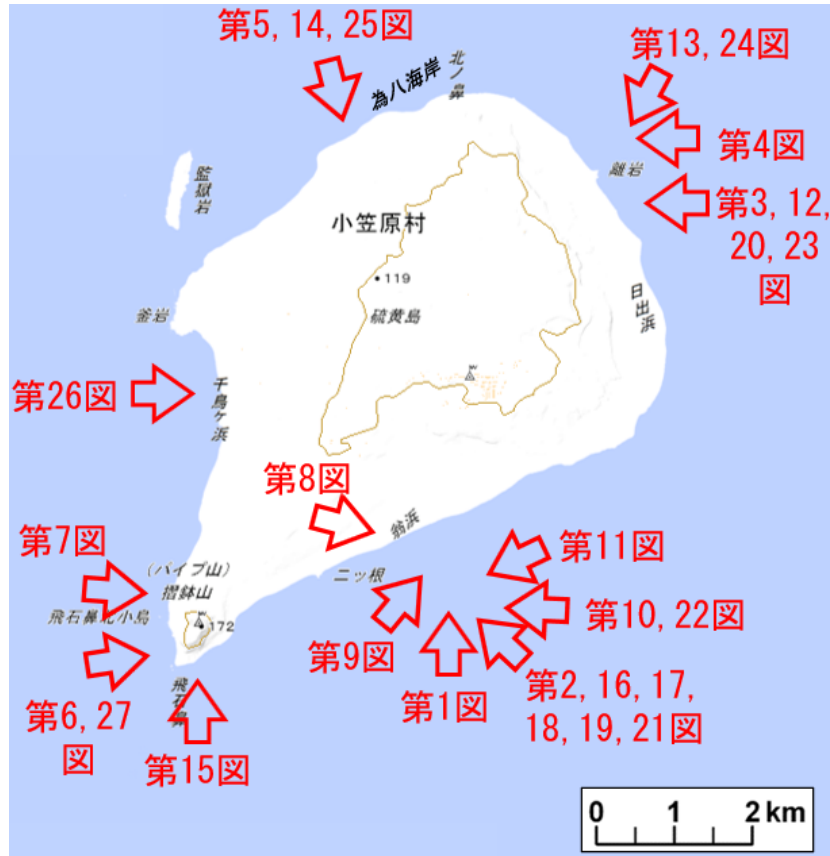 第5, 14, 25図
為八海岸
北ノ鼻
第13, 24図
第4図
離岩
第3, 12,
20, 23
図
監獄岩
小笠原村
119
硫黄島
日出浜
釜岩
千鳥ヶ浜
第26図
第8図
翁浜
第7図
(パイプ山)
摺鉢山
二ッ根
第11図
飛石鼻北小島
172
第10, 22図
第9図
第6, 27
図
飛石鼻
第1図
第2, 16, 17,
18, 19, 21図
第15図
0 1 2 km